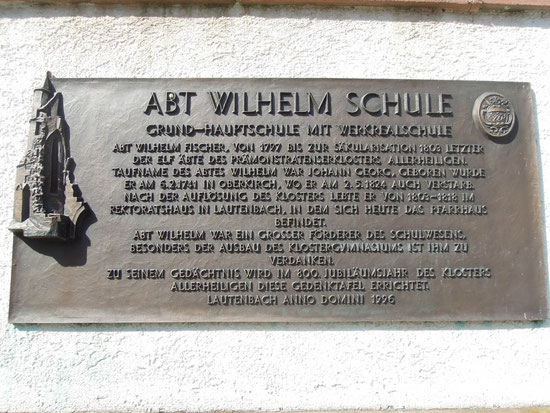 ABT WILHELM SCHULE
GRUND-HAUPTSCHULE MIT WERKREALSCHULE
ABT WILHELM FISCHER, VON 1797 BIS ZUR SÄKULARISATION 1803 LETZTER
DER ELF ÄBTE DES PRÄMONSTRATENSERKLOSTERS ALLERHEILIGEN.
TAUFNAME DES ABTES WILHELM WAR JOHANN GEORG, GEBOREN WURDE
ER AM 6.2.1741 IN OBERKIRCH, WO ER AM 2.5.1824 AUCH VERSTARB.
NACH DER AUFLÖSUNG DES KLOSTERS LEBTE ER VON 1803-1818 IM
REKTORATSHAUS IN LAUTENBACH, IN DEM SICH HEUTE DAS PFARRHAUS
BEFINDET.
ABT WILHELM WAR EIN GROSSER FÖRDERER DES SCHULWESENS,
BESONDERS DER AUSBAU DES KLOSTERGYMNASIUMS IST IHM ZU
VERDANKEN.
ZU SEINEM GEDÄCHTNIS WIRD IM 800. JUBILÄUMSJAHR DES KLOSTERS
ALLERHEILIGEN DIESE GEDENKTAFEL ERRICHTET.
LAUTENBACH ANNO DOMINI 1996